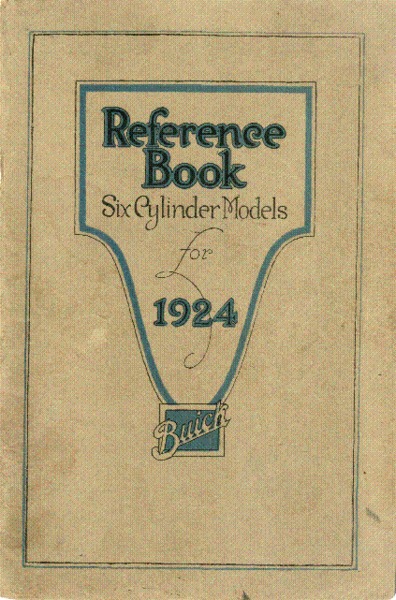 Reference
Book
Six Cylinder Models
for
1924
Buick